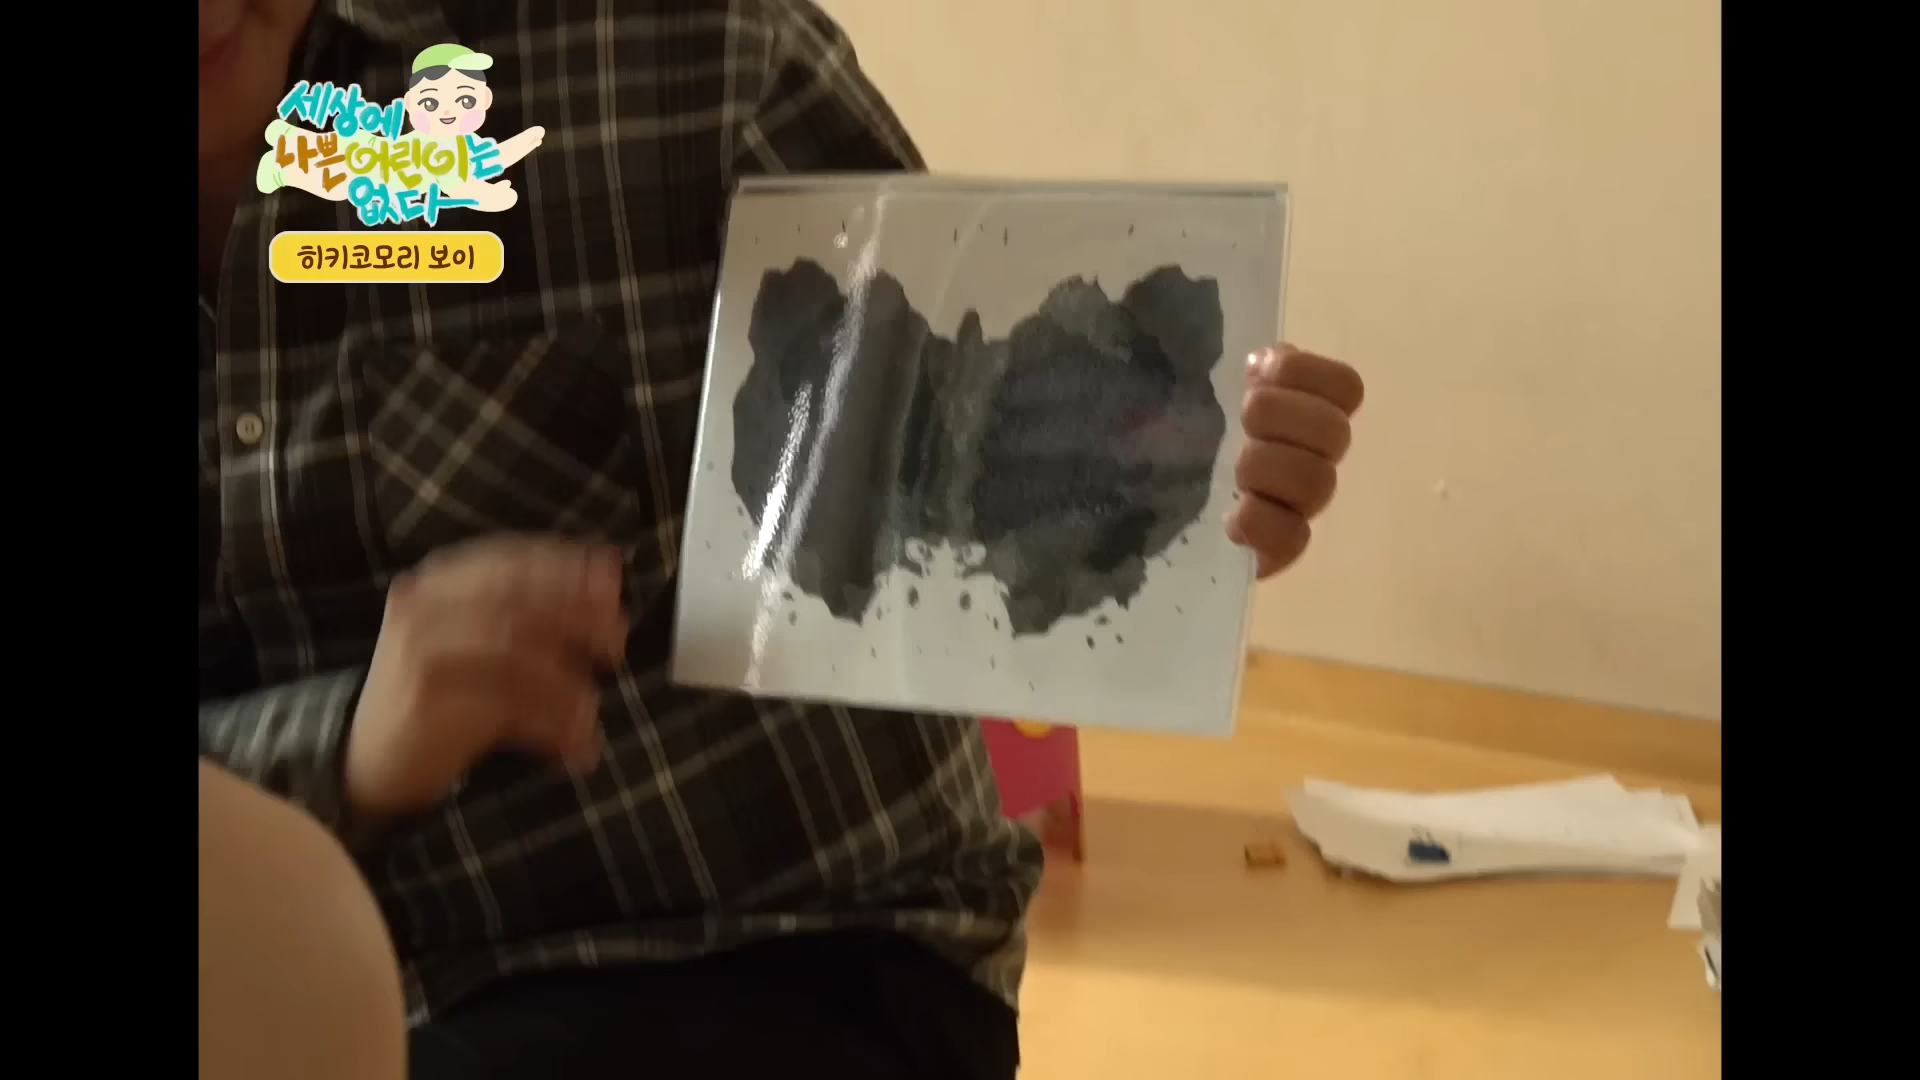 세상에
나쁜 어린이는
없다
히키코모리 보이